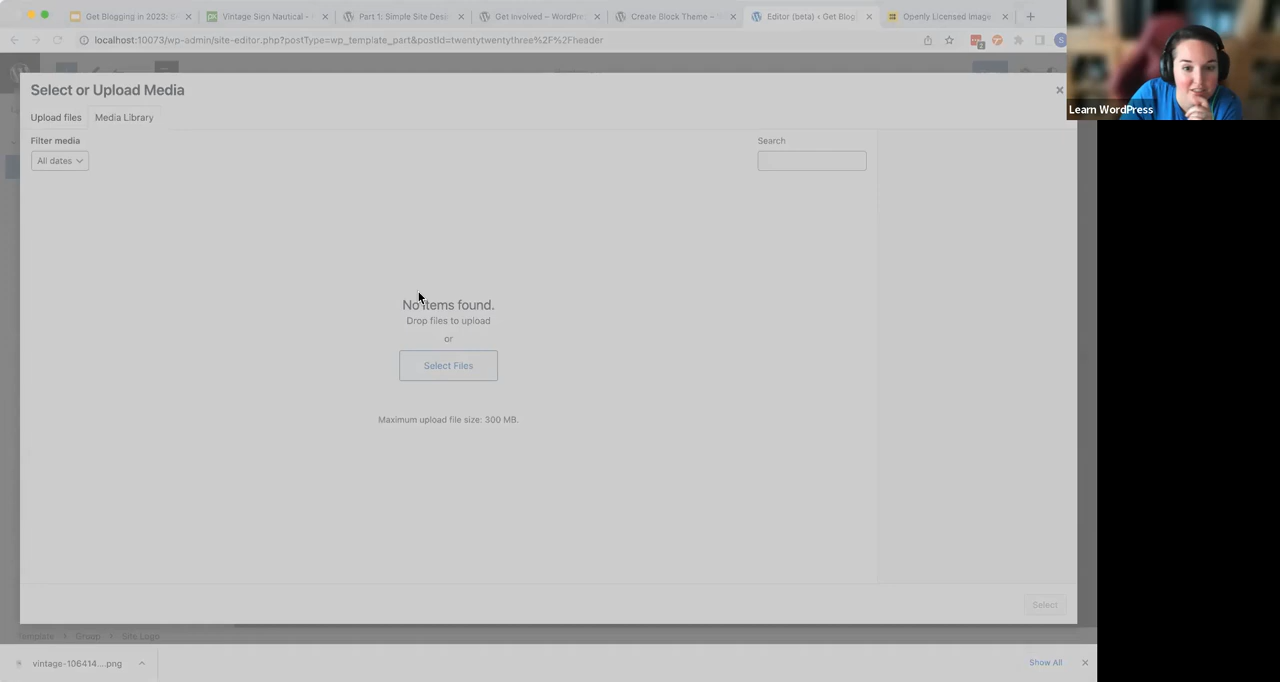 Get Blogging in 2023: S
Vintage Sign Nautical -
Part 1: Simple Site Desi
Get Involved – WordPre
Create Block Theme –
Editor (beta) ‹ Get Blog
Openly Licensed Image
localhost:10073/wp-admin/site-editor.php?postType=wp_template_part&postId=twentytwentythree%2F%2Fheader
Learn WordPress
Select or Upload Media
Upload files
Media Library
Filter media
All dates
Search
No items found.
Drop files to upload
or
Select Files
Maximum upload file size: 300 MB.
Select
Template > Group > Site Logo
vintage-106414....png
Show All